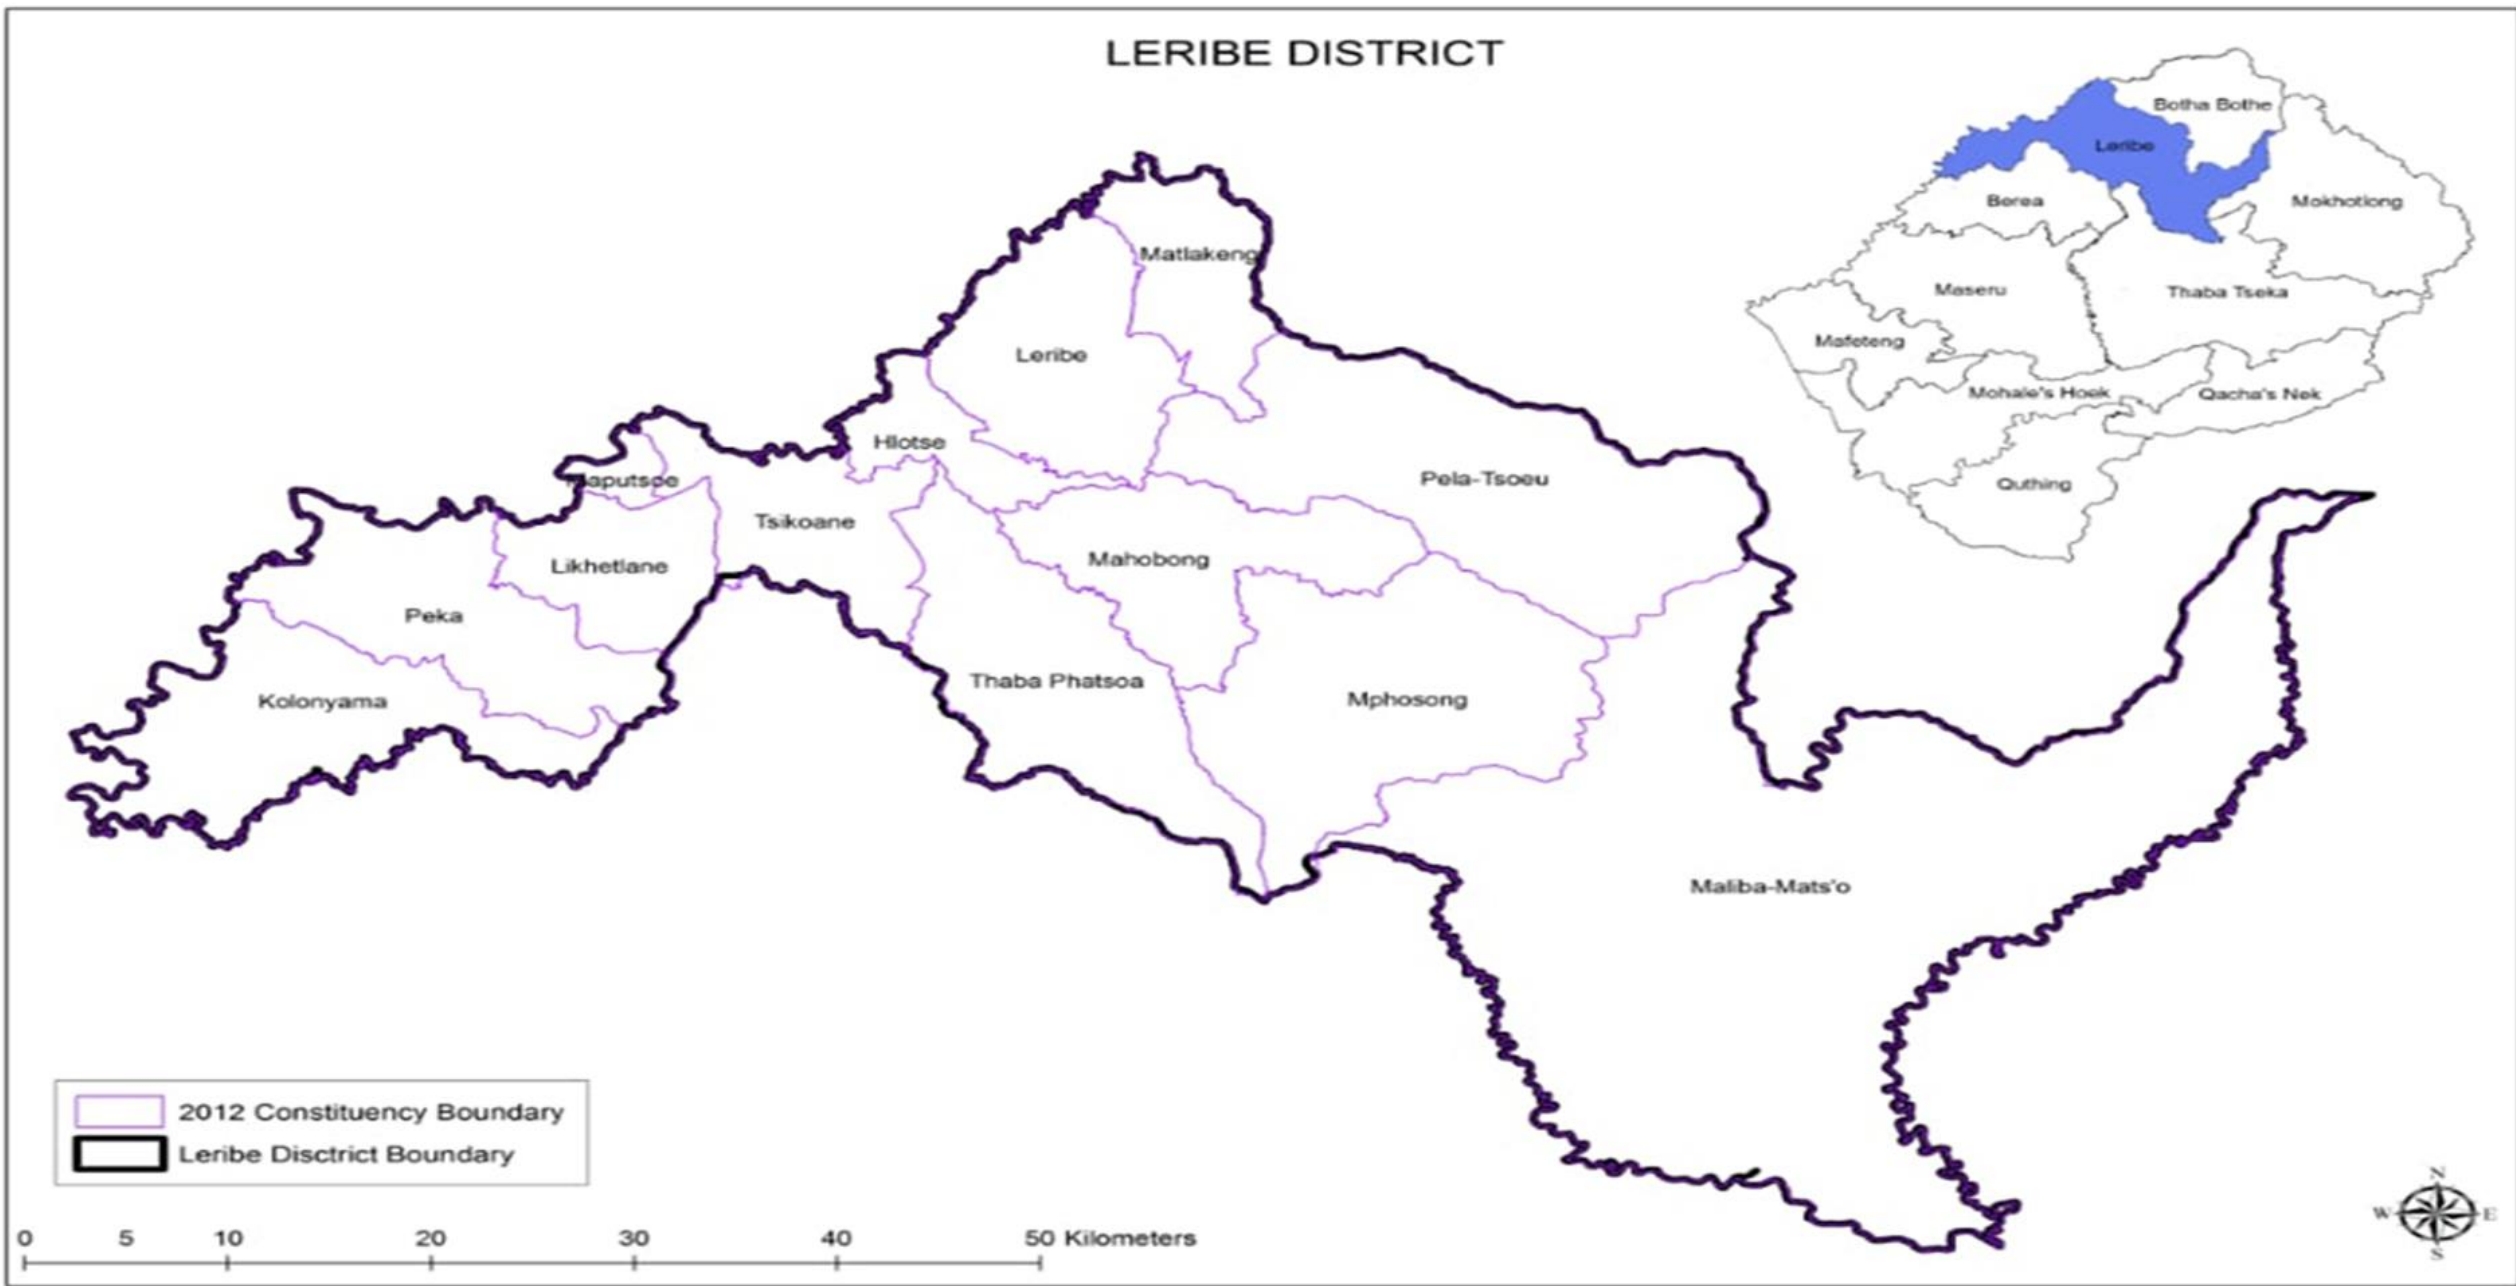 LERIBE DISTRICT
Botha Bothe
Leribe
Berea
Mokhotlong
Maseru
Thaba Tseka
Mafeteng
Mohale's Hoek
Qacha's Nek
Quthing
Matlakeng
Leribe
Hlotse
Maputsoe
Pela-Tsoeu
Tsikoane
Mahobong
Likhetlane
Peka
Thaba Phatsoa
Mphosong
Kolonyama
Maliba-Mats'o
2012 Constituency Boundary
Leribe Disctrict Boundary
0 5 10 20 30 40 50 Kilometers
N
W E
S